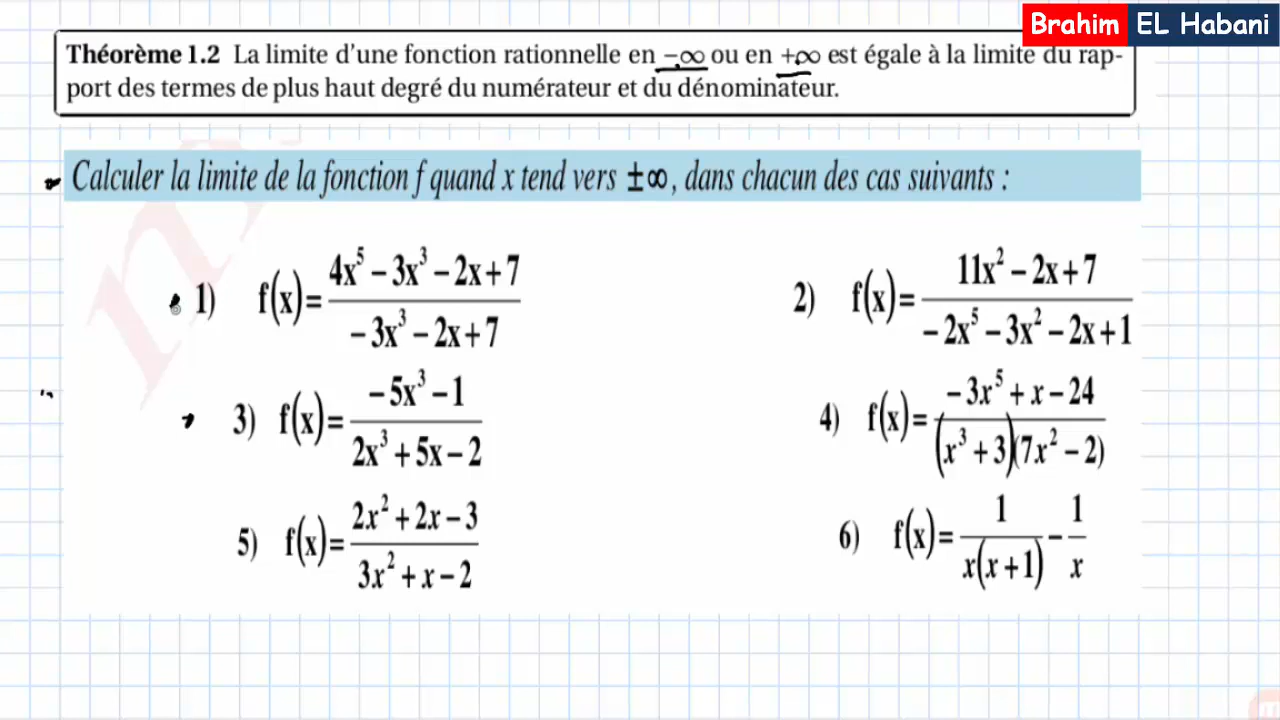 Brahim EL Habani
Théorème 1.2 La limite d'une fonction rationnelle en −∞ ou en +∞ est égale à la limite du rap-
port des termes de plus haut degré du numérateur et du dénominateur.
Calculer la limite de la fonction f quand x tend vers ±∞, dans chacun des cas suivants :
1) f(x)= (4x⁵ − 3x³ − 2x + 7)/(− 3x³ − 2x + 7)
2) f(x)= (11x² − 2x + 7)/(− 2x⁵ − 3x² − 2x + 1)
3) f(x)= (− 5x³ − 1)/(2x³ + 5x − 2)
4) f(x)= (− 3x⁵ + x − 24)/((x³ + 3)(7x² − 2))
5) f(x)= (2x² + 2x − 3)/(3x² + x − 2)
6) f(x)= 1/(x(x + 1)) − 1/x